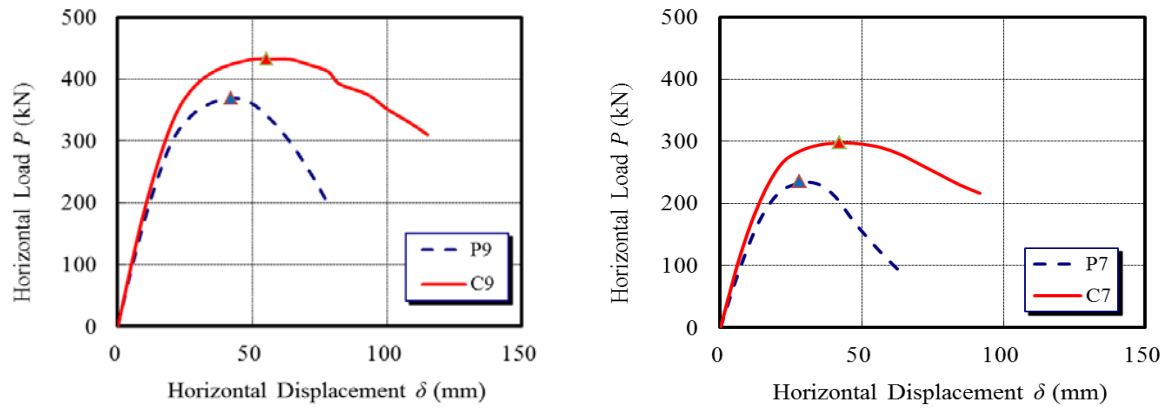 500
400
300
200
100
0
Horizontal Load P (kN)
P9
C9
0 50 100 150
Horizontal Displacement δ (mm)
500
400
300
200
100
0
Horizontal Load P (kN)
P7
C7
0 50 100 150
Horizontal Displacement δ (mm)